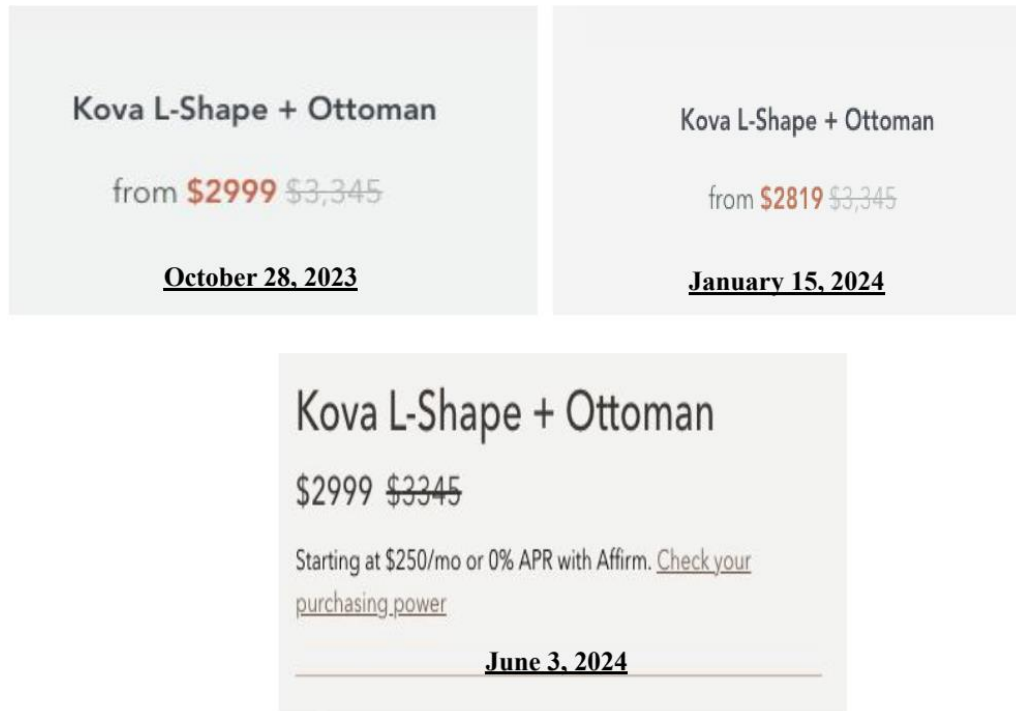 Kova L-Shape + Ottoman
from $2999 $3,345
October 28, 2023
Kova L-Shape + Ottoman
from $2819 $3,345
January 15, 2024
Kova L-Shape + Ottoman
$2999 $3345
Starting at $250/mo or 0% APR with Affirm. Check your
purchasing power
June 3, 2024